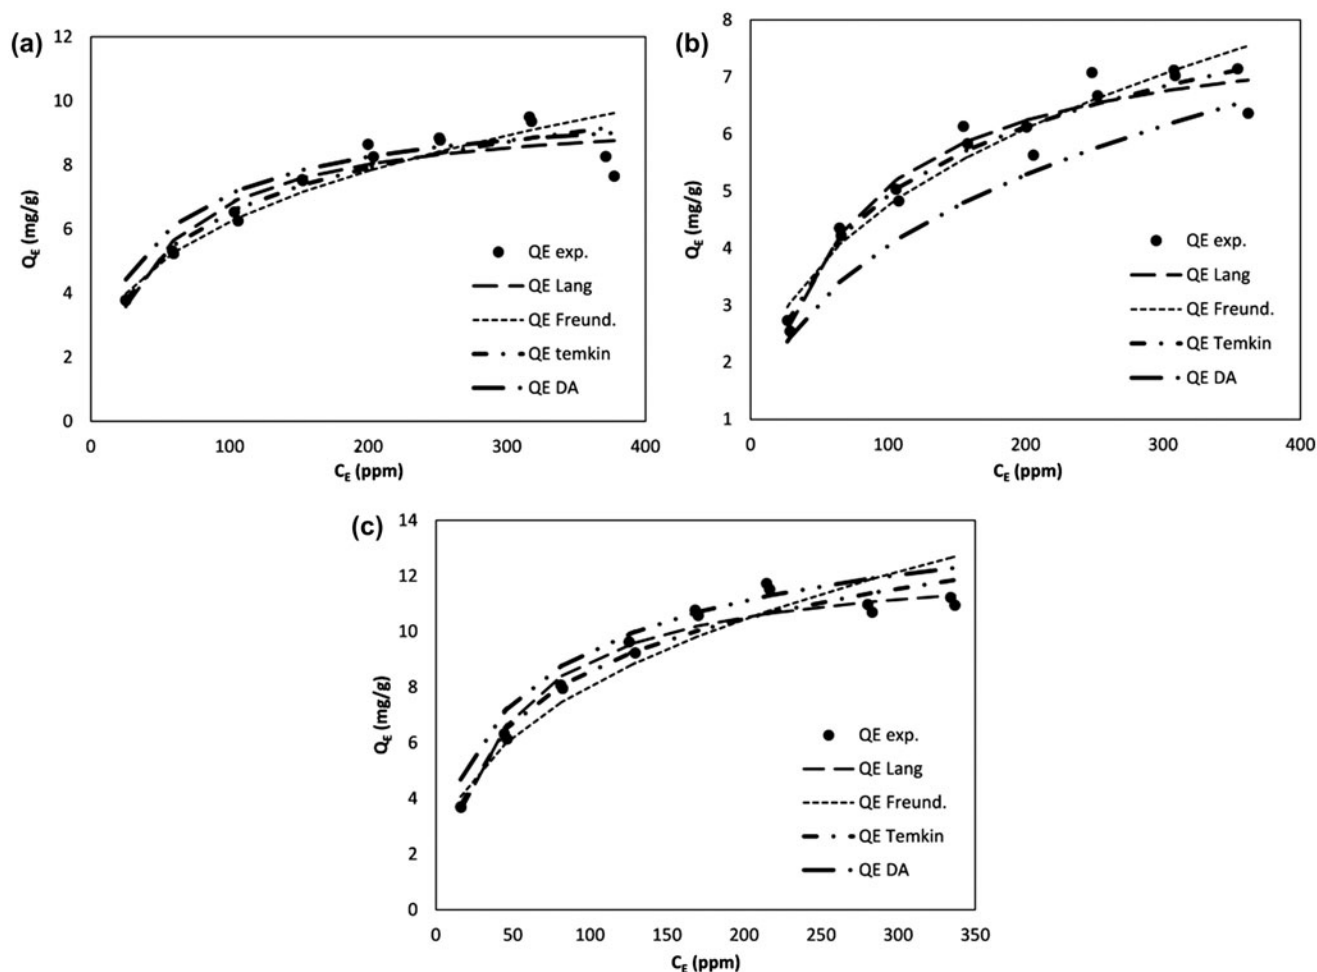 (a)
12
10
8
6
4
2
0
0 100 200 300 400
Q_E (mg/g)
C_E (ppm)
QE exp.
QE Lang
QE Freund.
QE temkin
QE DA
(b)
8
7
6
5
4
3
2
1
0 100 200 300 400
Q_E (mg/g)
C_E (ppm)
QE exp.
QE Lang
QE Freund.
QE Temkin
QE DA
(c)
14
12
10
8
6
4
2
0
0 50 100 150 200 250 300 350
Q_E (mg/g)
C_E (ppm)
QE exp.
QE Lang
QE Freund.
QE Temkin
QE DA